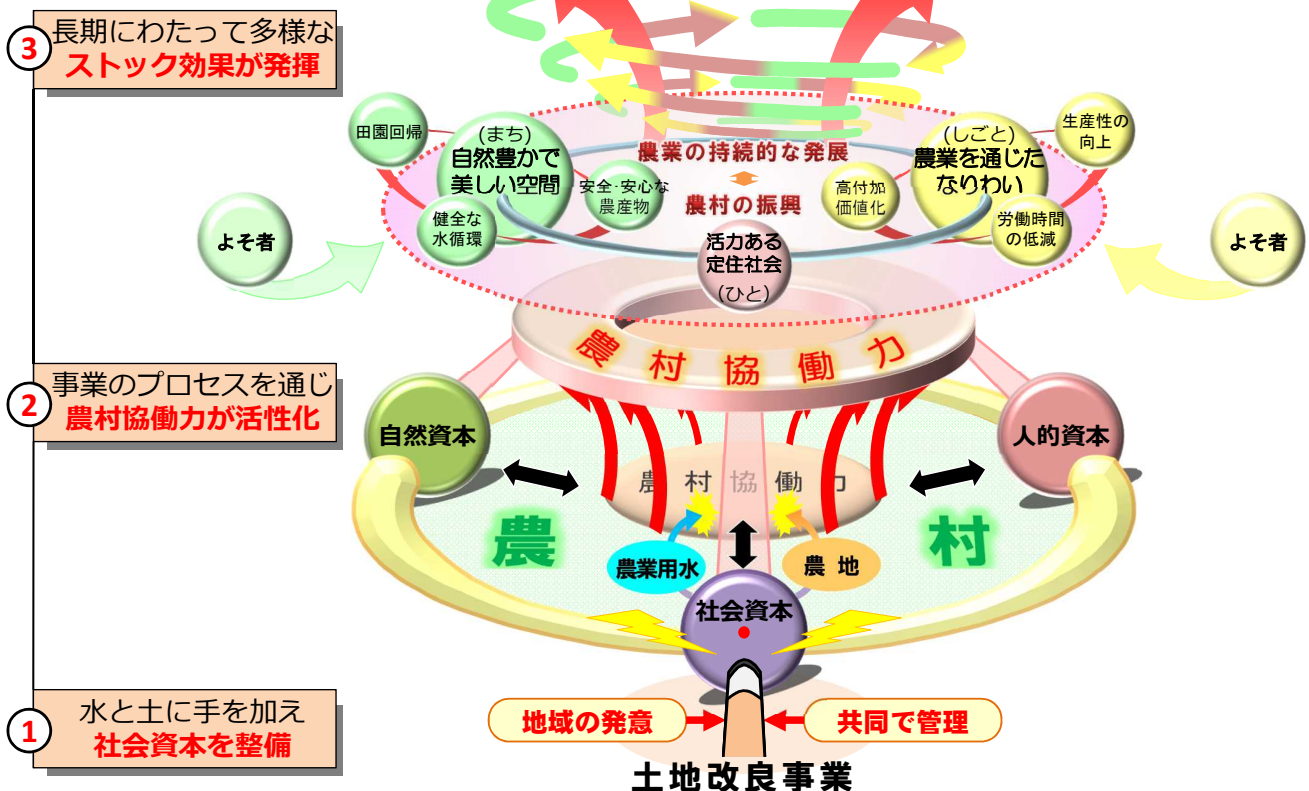 3
長期にわたって多様な
ストック効果が発揮
田園回帰
(まち)
自然豊かで
美しい空間
安全・安心な
農産物
健全な
水循環
よそ者
農業の持続的な発展
農村の振興
活力ある
定住社会
(ひと)
(しごと)
農業を通じた
なりわい
生産性の
向上
高付加
価値化
労働時間
の低減
よそ者
農村協働力
2
事業のプロセスを通じ
農村協働力が活性化
自然資本
人的資本
農村協働力
農 村
農業用水
農 地
社会資本
1
水と土に手を加え
社会資本を整備
地域の発意
共同で管理
土地改良事業